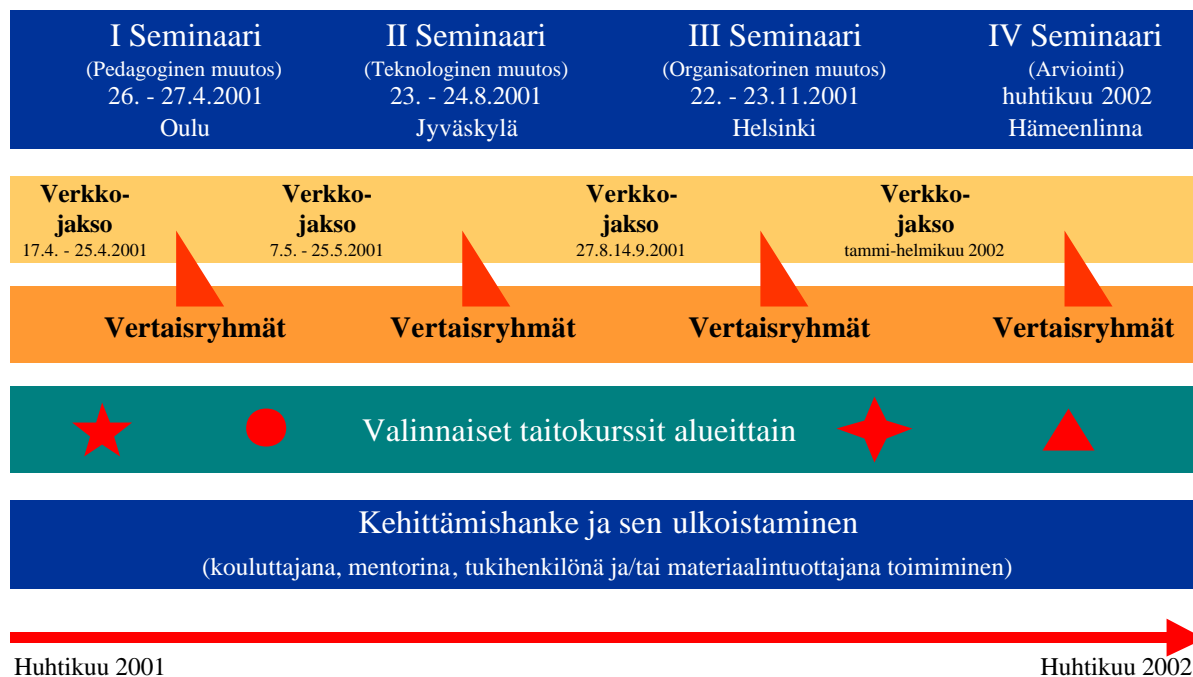 I Seminaari
(Pedagoginen muutos)
26. - 27.4.2001
Oulu
II Seminaari
(Teknologinen muutos)
23. - 24.8.2001
Jyväskylä
III Seminaari
(Organisatorinen muutos)
22. - 23.11.2001
Helsinki
IV Seminaari
(Arviointi)
huhtikuu 2002
Hämeenlinna
Verkko-
jakso
17.4. - 25.4.2001
Verkko-
jakso
7.5. - 25.5.2001
Verkko-
jakso
27.8.14.9.2001
Verkko-
jakso
tammi-helmikuu 2002
Vertaisryhmät
Vertaisryhmät
Vertaisryhmät
Vertaisryhmät
Valinnaiset taitokurssit alueittain
Kehittämishanke ja sen ulkoistaminen
(kouluttajana, mentorina, tukihenkilönä ja/tai materiaalintuottajana toimiminen)
Huhtikuu 2001
Huhtikuu 2002